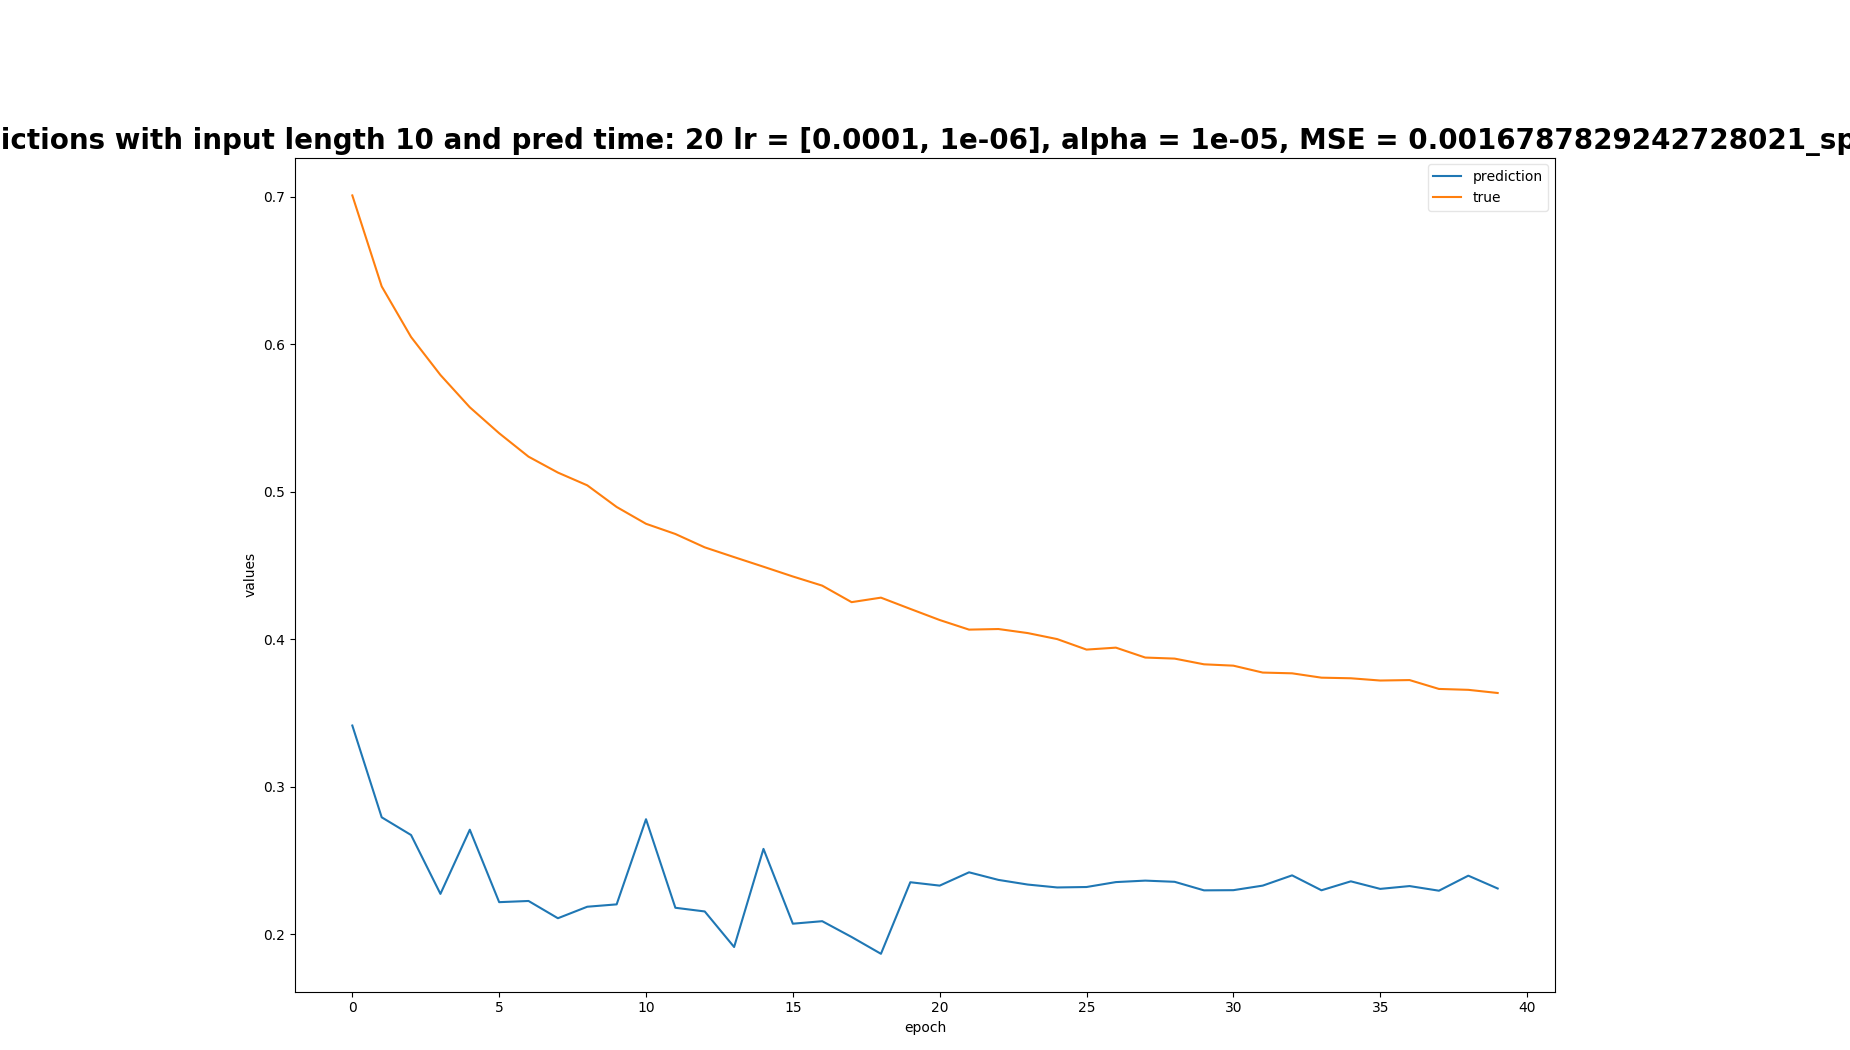 ictions with input length 10 and pred time: 20 lr = [0.0001, 1e-06], alpha = 1e-05, MSE = 0.0016787829242728021_sp
prediction
true
0.7
0.6
0.5
0.4
0.3
0.2
values
0 5 10 15 20 25 30 35 40
epoch